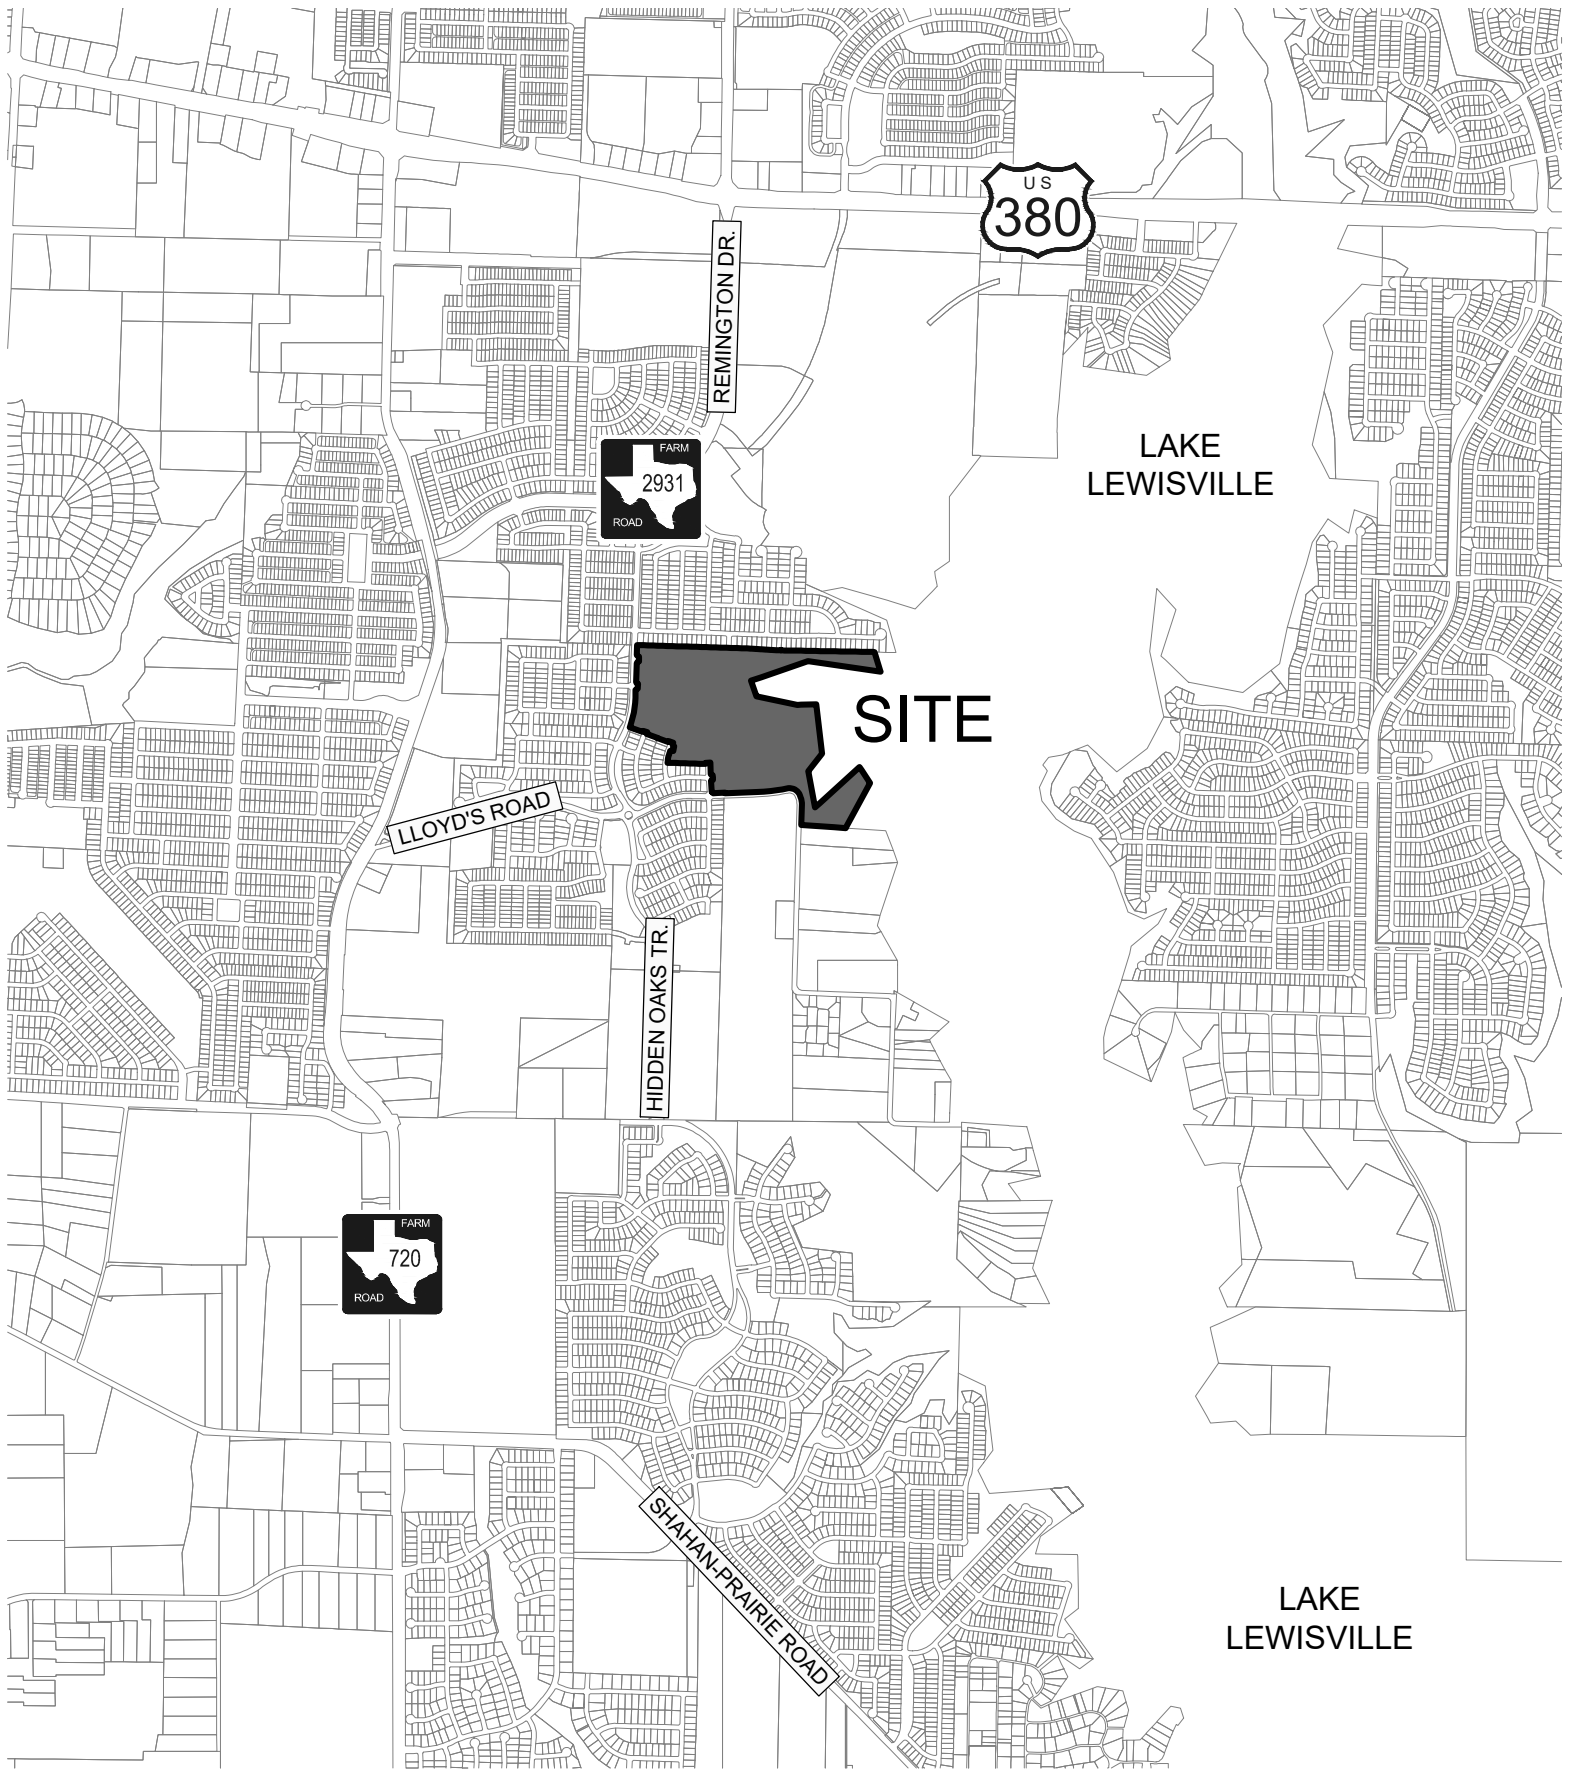 US
380
REMINGTON DR.
LAKE
LEWISVILLE
FARM
2931
ROAD
SITE
LLOYD'S ROAD
HIDDEN OAKS TR.
FARM
720
ROAD
SHAHAN-PRAIRIE ROAD
LAKE
LEWISVILLE